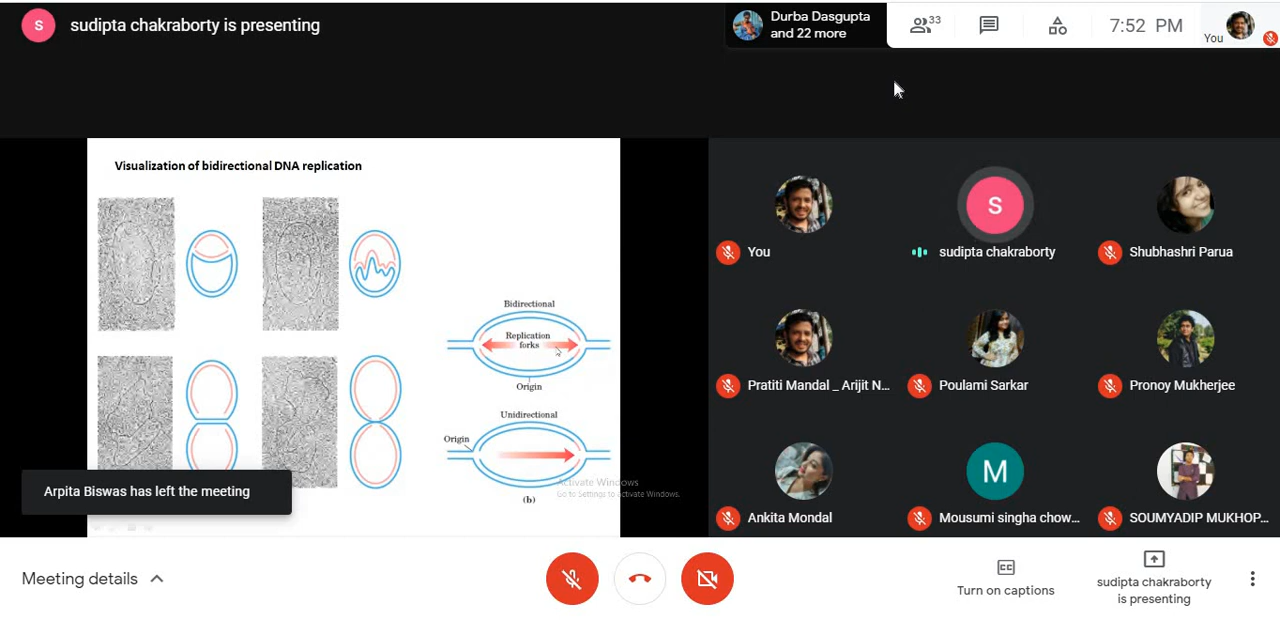 S
sudipta chakraborty is presenting
Durba Dasgupta
and 22 more
33
7:52 PM
You
Visualization of bidirectional DNA replication
Bidirectional
Replication
forks
Origin
Unidirectional
Origin
(b)
Activate Windows
Go to Settings to activate Windows.
Arpita Biswas has left the meeting
You
S
sudipta chakraborty
Shubhashri Parua
Pratiti Mandal _ Arijit N...
Poulami Sarkar
Pronoy Mukherjee
Ankita Mondal
M
Mousumi singha chow...
SOUMYADIP MUKHOP...
Meeting details
CC
Turn on captions
sudipta chakraborty
is presenting